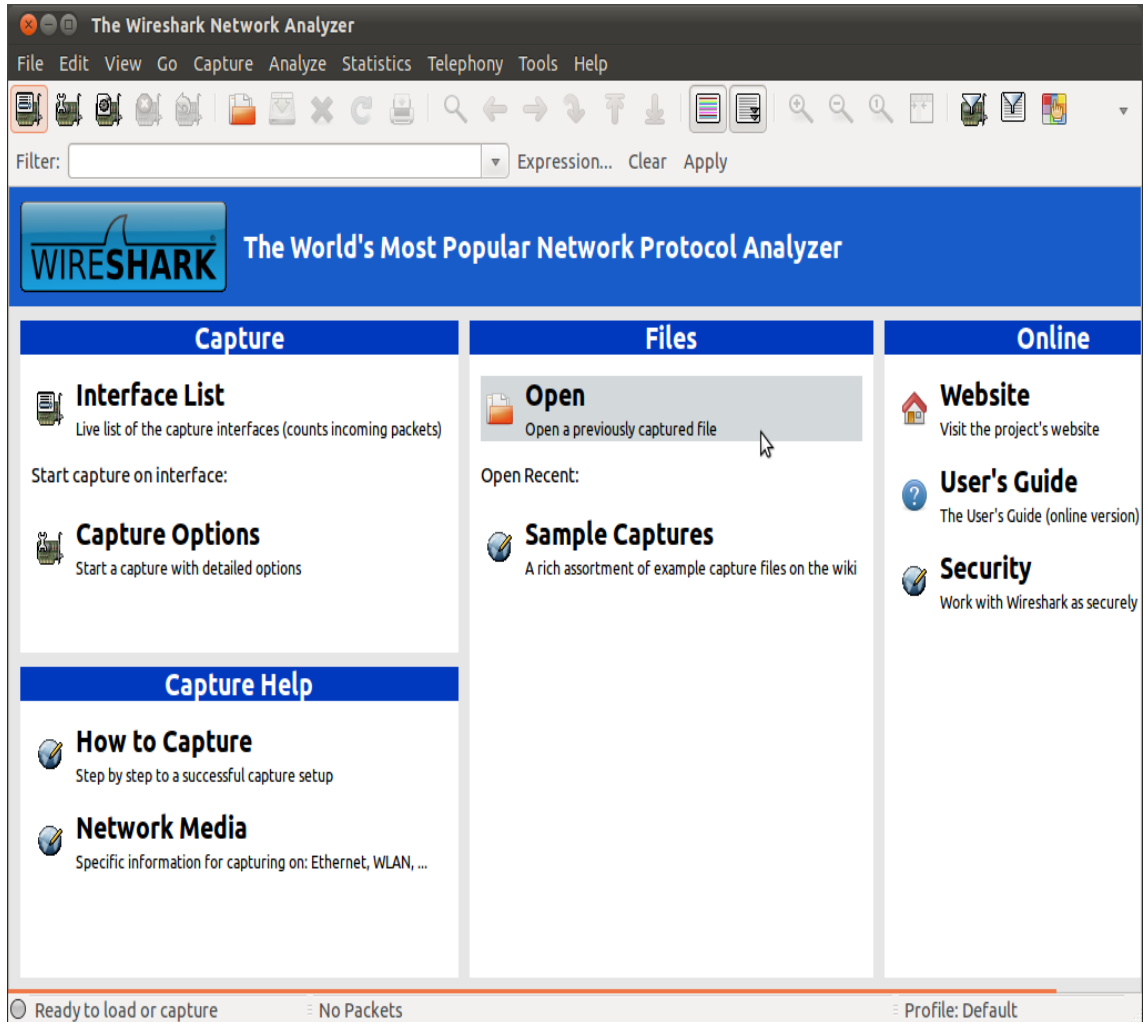 The Wireshark Network Analyzer
File Edit View Go Capture Analyze Statistics Telephony Tools Help
Filter: Expression... Clear Apply
WIRESHARK ®
The World's Most Popular Network Protocol Analyzer
Capture
Interface List
Live list of the capture interfaces (counts incoming packets)
Start capture on interface:
Capture Options
Start a capture with detailed options
Capture Help
How to Capture
Step by step to a successful capture setup
Network Media
Specific information for capturing on: Ethernet, WLAN, ...
Files
Open
Open a previously captured file
Open Recent:
Sample Captures
A rich assortment of example capture files on the wiki
Online
Website
Visit the project's website
User's Guide
The User's Guide (online version)
Security
Work with Wireshark as securely
Ready to load or capture
No Packets
Profile: Default